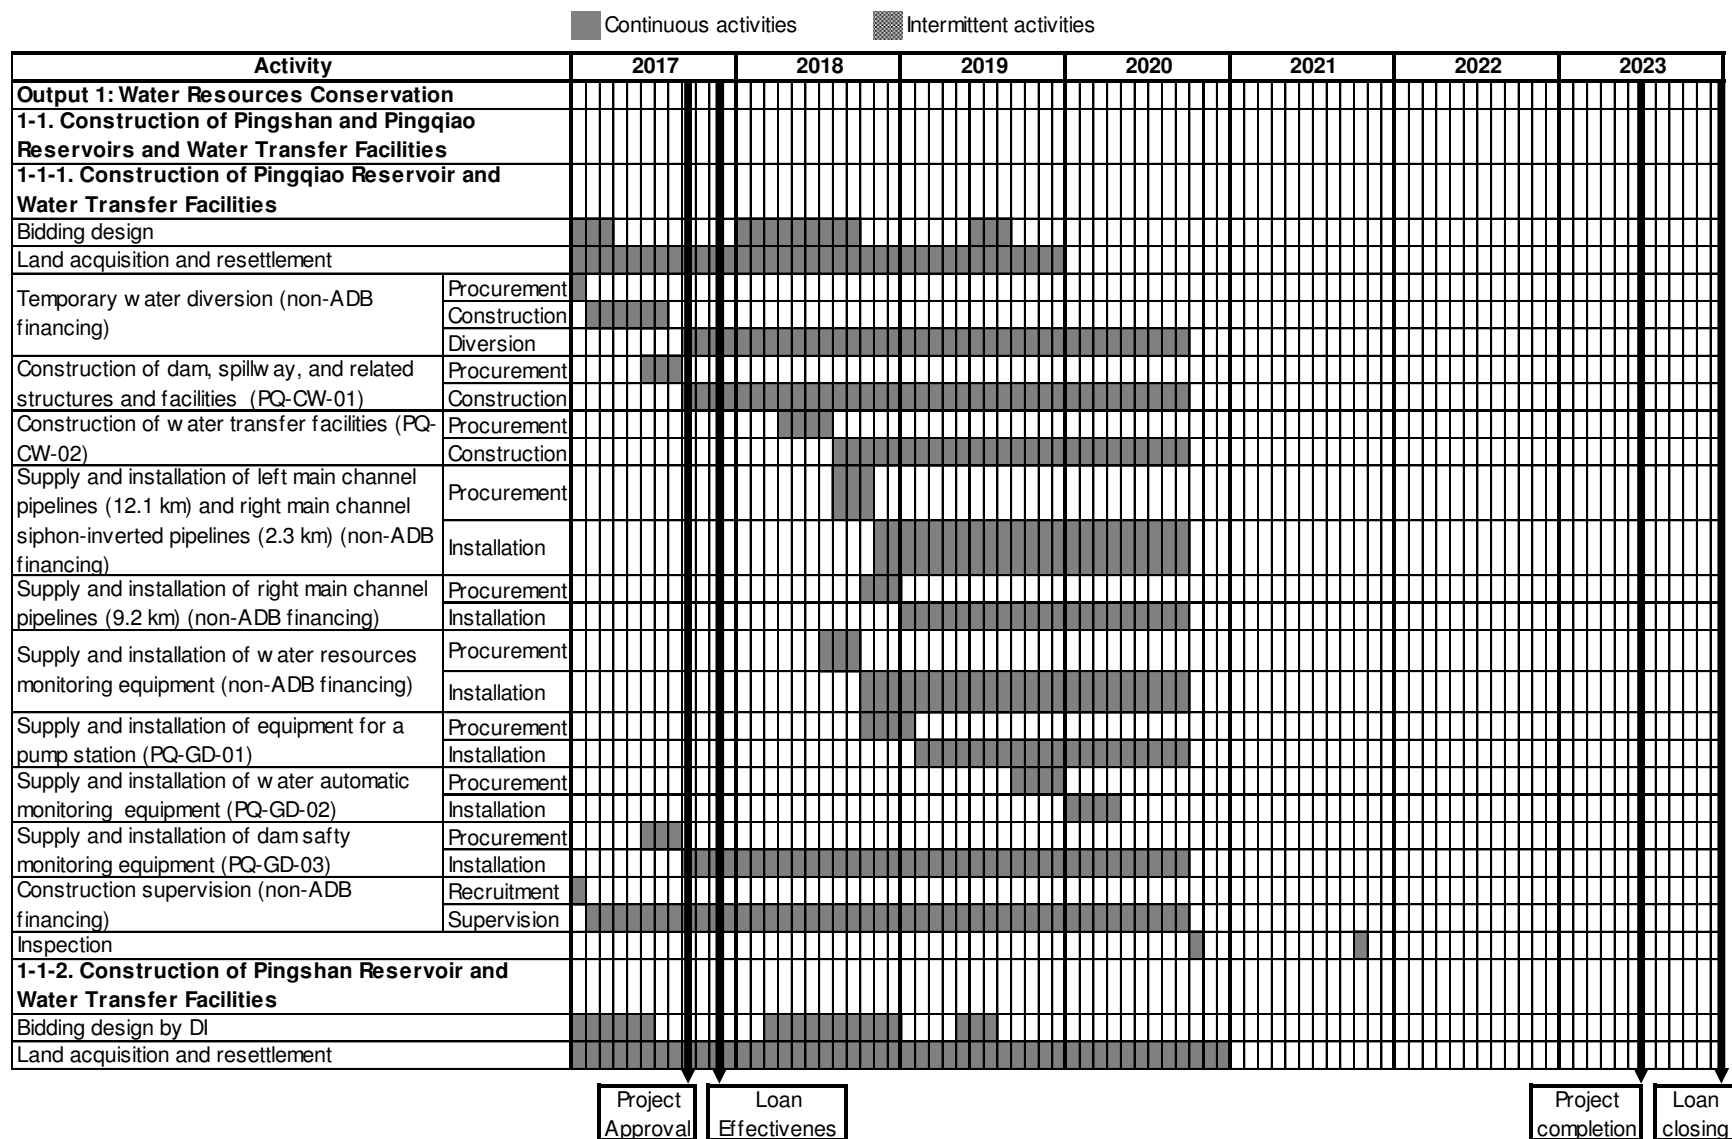 Continuous activities Intermittent activities
Activity 2017 2018 2019 2020 2021 2022 2023
Output 1: Water Resources Conservation
1-1. Construction of Pingshan and Pingqiao
Reservoirs and Water Transfer Facilities
1-1-1. Construction of Pingqiao Reservoir and
Water Transfer Facilities
Bidding design
Land acquisition and resettlement
Temporary water diversion (non-ADB
financing)
Procurement
Construction
Diversion
Construction of dam, spillway, and related
structures and facilities (PQ-CW-01)
Procurement
Construction
Construction of water transfer facilities (PQ-
CW-02)
Procurement
Construction
Supply and installation of left main channel
pipelines (12.1 km) and right main channel
siphon-inverted pipelines (2.3 km) (non-ADB
financing)
Procurement
Installation
Supply and installation of right main channel
pipelines (9.2 km) (non-ADB financing)
Procurement
Installation
Supply and installation of water resources
monitoring equipment (non-ADB financing)
Procurement
Installation
Supply and installation of equipment for a
pump station (PQ-GD-01)
Procurement
Installation
Supply and installation of water automatic
monitoring equipment (PQ-GD-02)
Procurement
Installation
Supply and installation of dam safty
monitoring equipment (PQ-GD-03)
Procurement
Installation
Construction supervision (non-ADB
financing)
Recruitment
Supervision
Inspection
1-1-2. Construction of Pingshan Reservoir and
Water Transfer Facilities
Bidding design by DI
Land acquisition and resettlement
Project
Approval
Loan
Effectivenes
Project
completion
Loan
closing